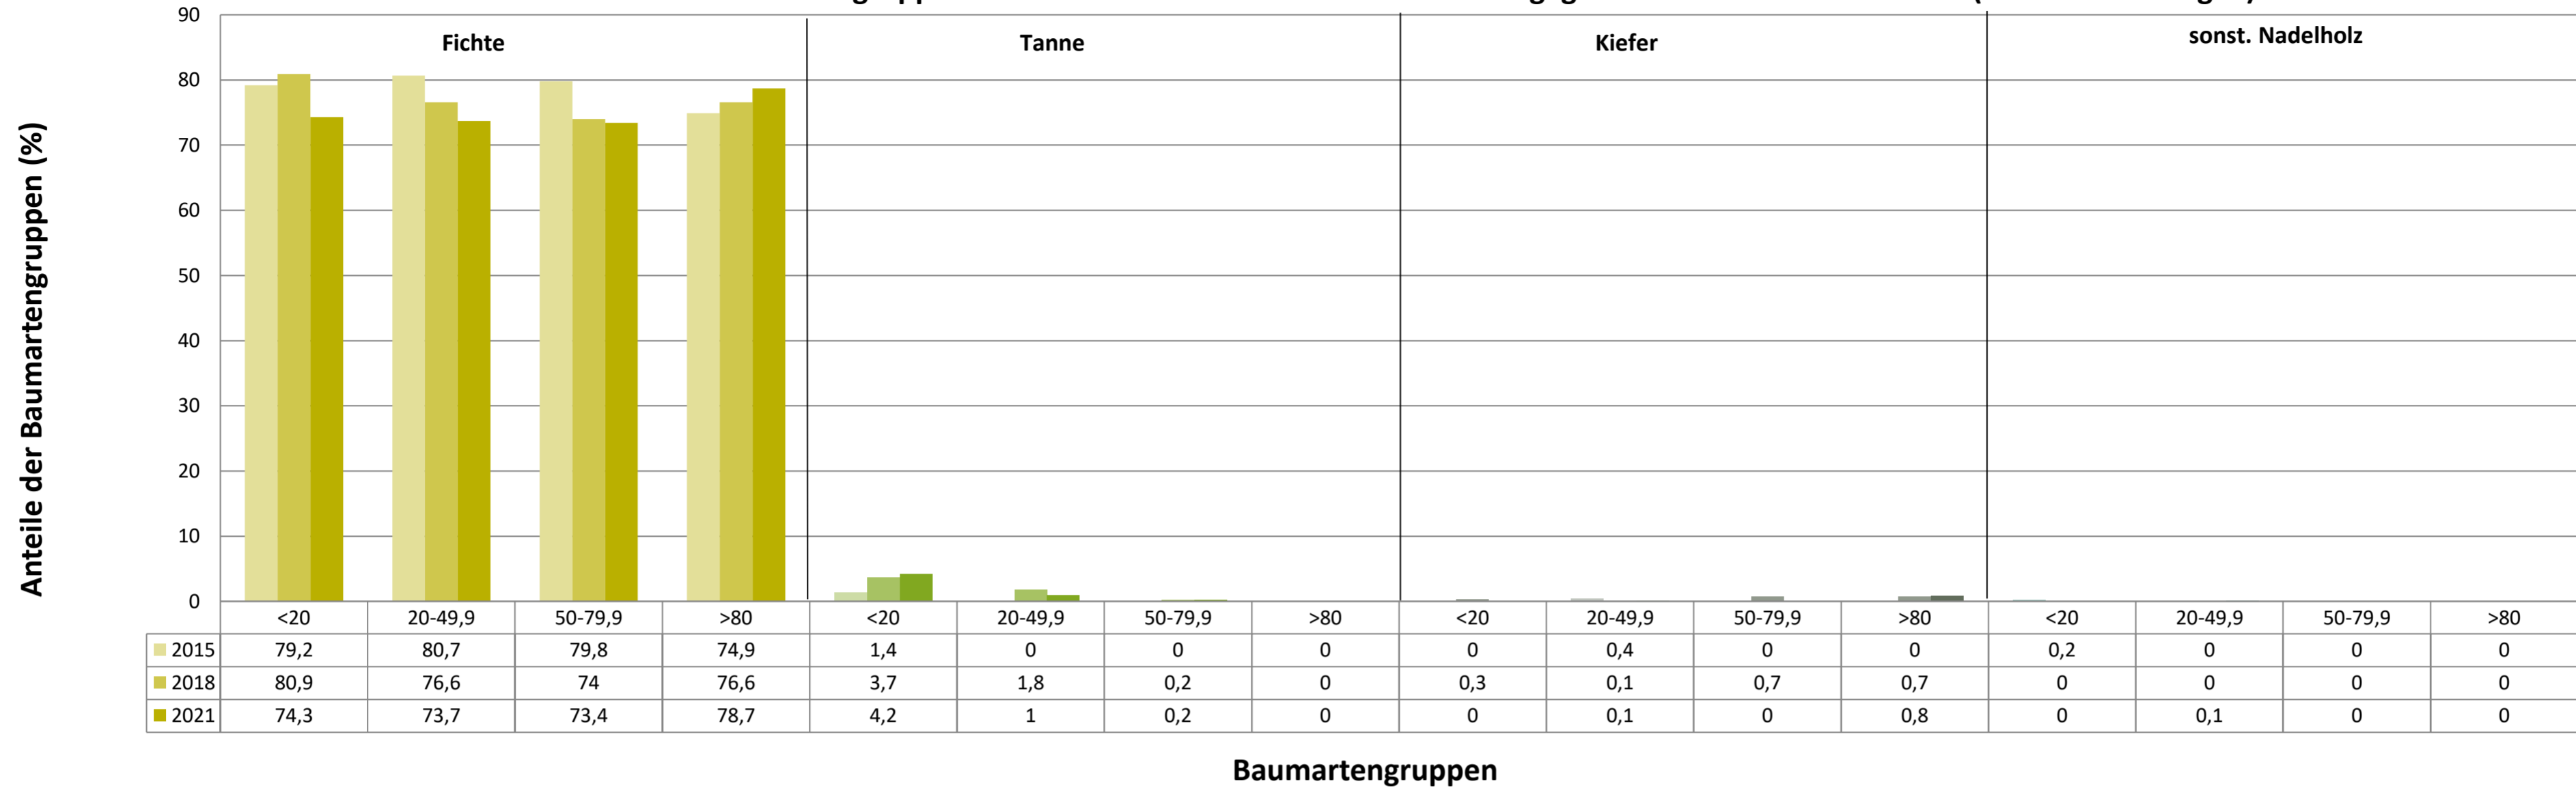 90
Fichte Tanne Kiefer sonst. Nadelholz
80
70
60
50
40
30
20
10
0
Anteile der Baumartengruppen (%)
<20 20-49,9 50-79,9 >80 <20 20-49,9 50-79,9 >80 <20 20-49,9 50-79,9 >80 <20 20-49,9 50-79,9 >80
2015 79,2 80,7 79,8 74,9 1,4 0 0 0 0 0,4 0 0 0,2 0 0 0
2018 80,9 76,6 74 76,6 3,7 1,8 0,2 0 0,3 0,1 0,7 0,7 0 0 0 0
2021 74,3 73,7 73,4 78,7 4,2 1 0,2 0 0 0,1 0 0,8 0 0,1 0 0
Baumartengruppen